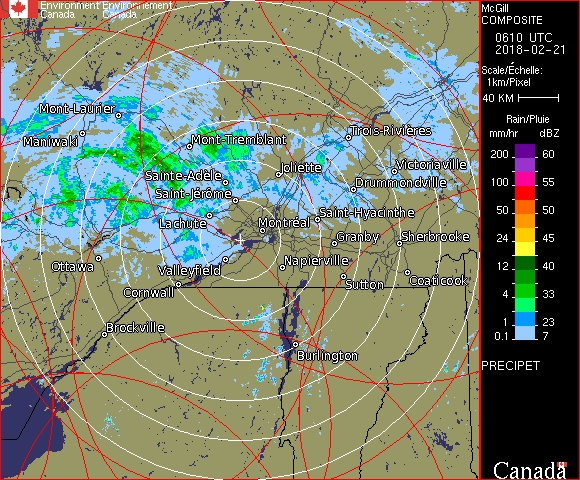 Environment Environnement
Canada Canada
McGill
COMPOSITE
0610 UTC
2018-02-21
Scale/Échelle:
1km/Pixel
40 KM
Rain/Pluie
mm/hr dBZ
200 60
100 55
50 50
24 45
12 40
4 33
1 23
0.1 7
PRECIPET
Canada
Mont-Laurier
Maniwaki
Mont-Tremblant
Trois-Rivières
Sainte-Adèle
Joliette
Victoriaville
Saint-Jérôme
Drummondville
Lachute
Montréal
Saint-Hyacinthe
Granby
Sherbrooke
Ottawa
Valleyfield
Napierville
Cornwall
Sutton
Coaticook
Brockville
Burlington